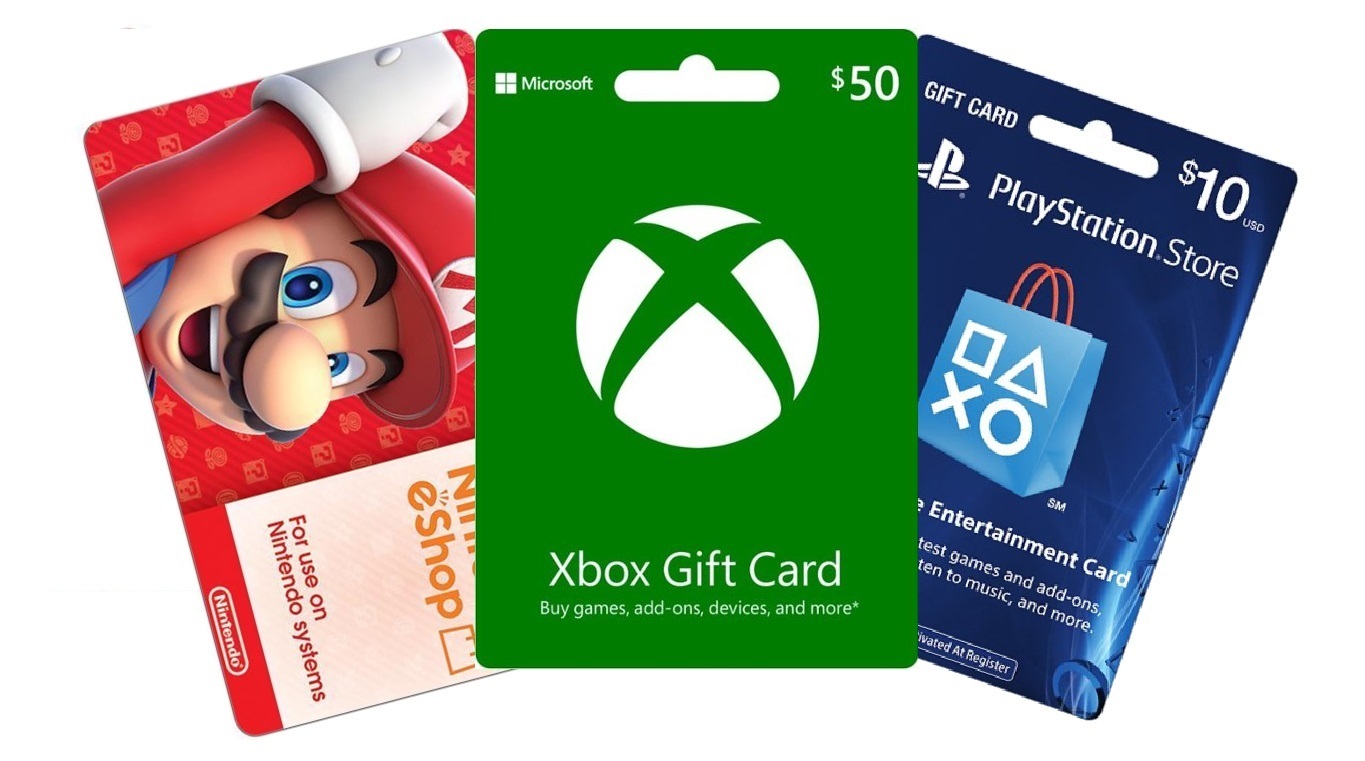 For use on
Nintendo systems
eShop
Nintendo
Microsoft
$50
Xbox Gift Card
Buy games, add-ons, devices, and more*
GIFT CARD
$10
USD
PlayStation®Store
SM
Entertainment Card
games and add-ons,
to music, and more.
At Register